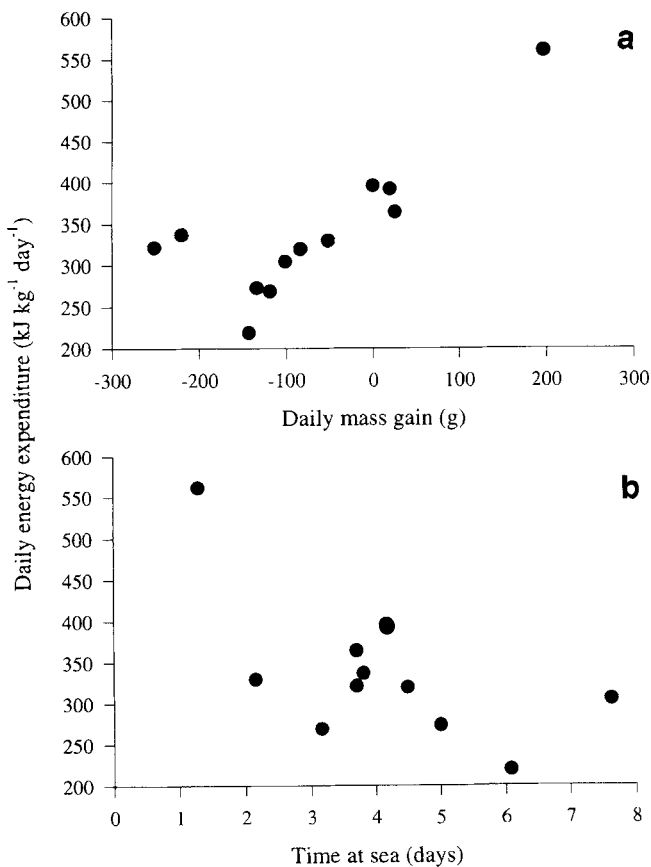 Daily energy expenditure (kJ kg⁻¹ day⁻¹)
a
600
550
500
450
400
350
300
250
200
-300 -200 -100 0 100 200 300
Daily mass gain (g)
b
600
550
500
450
400
350
300
250
200
0 1 2 3 4 5 6 7 8
Time at sea (days)